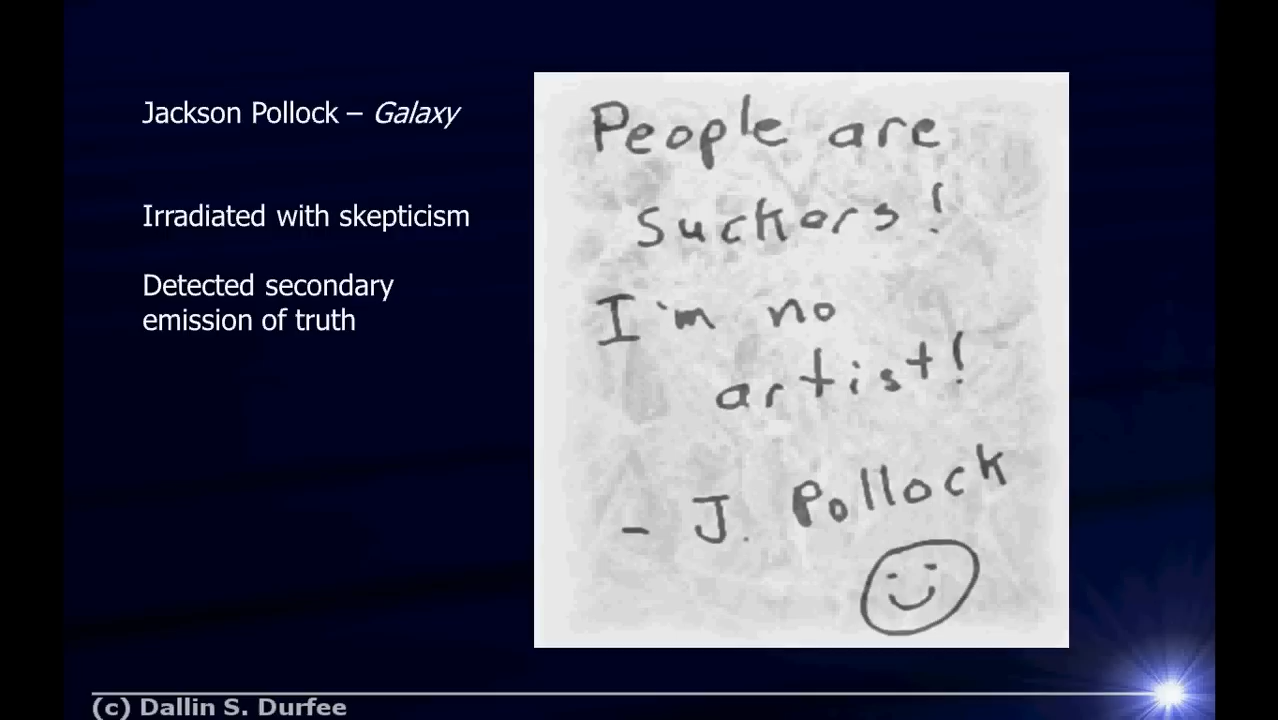 Jackson Pollock – Galaxy
Irradiated with skepticism
Detected secondary
emission of truth
People are
suckers!
I'm no
artist!
- J. Pollock
(c) Dallin S. Durfee